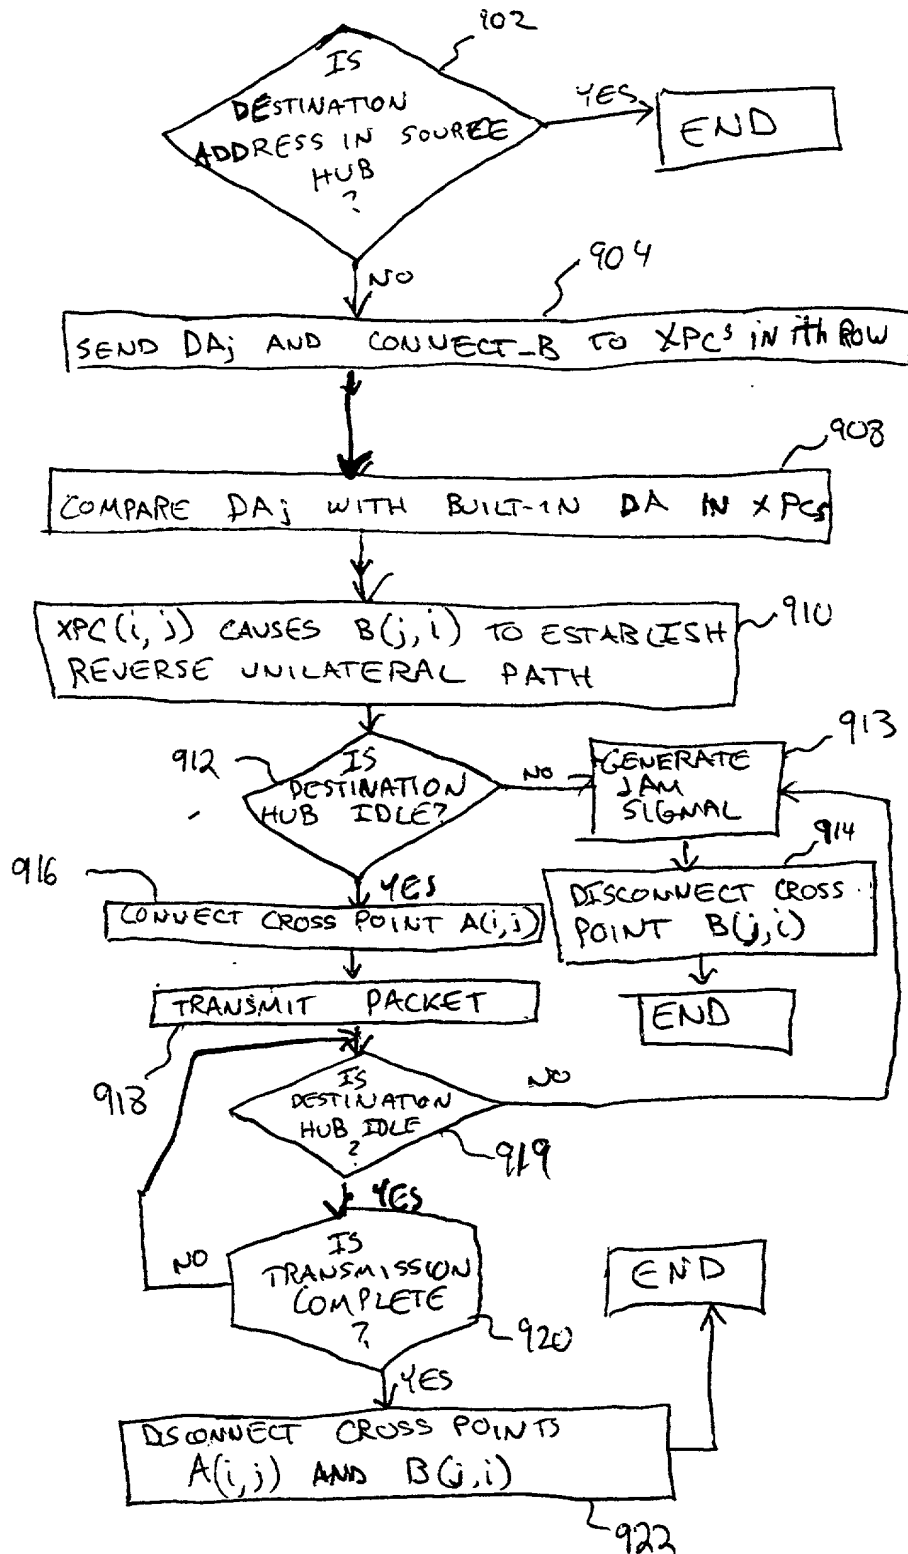 902
IS
DESTINATION
ADDRESS IN SOURCE
HUB
?
YES
END
NO
904
SEND DAj AND CONNECT_B TO XPCs IN ith ROW
908
COMPARE DAj WITH BUILT-IN DA IN XPCs
910
XPC(i,j) CAUSES B(j,i) TO ESTABLISH
REVERSE UNILATERAL PATH
912
IS
DESTINATION
HUB IDLE?
NO
913
GENERATE
JAM
SIGNAL
914
DISCONNECT CROSS
POINT B(j,i)
END
916
YES
CONNECT CROSS POINT A(i,j)
TRANSMIT PACKET
918
IS
DESTINATION
HUB IDLE
?
NO
919
YES
IS
TRANSMISSION
COMPLETE
?
NO
920
YES
END
DISCONNECT CROSS POINTS
A(i,j) AND B(j,i)
922